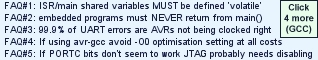 FAQ#1: ISR/main shared variables MUST be defined 'volatile'
FAQ#2: embedded programs must NEVER return from main()
FAQ#3: 99.9% of UART errors are AVRs not being clocked right
FAQ#4: If using avr-gcc avoid -O0 optimisation setting at all costs
FAQ#5: If PORTC bits don't seem to work JTAG probably needs disabling
Click
4 more
(GCC)